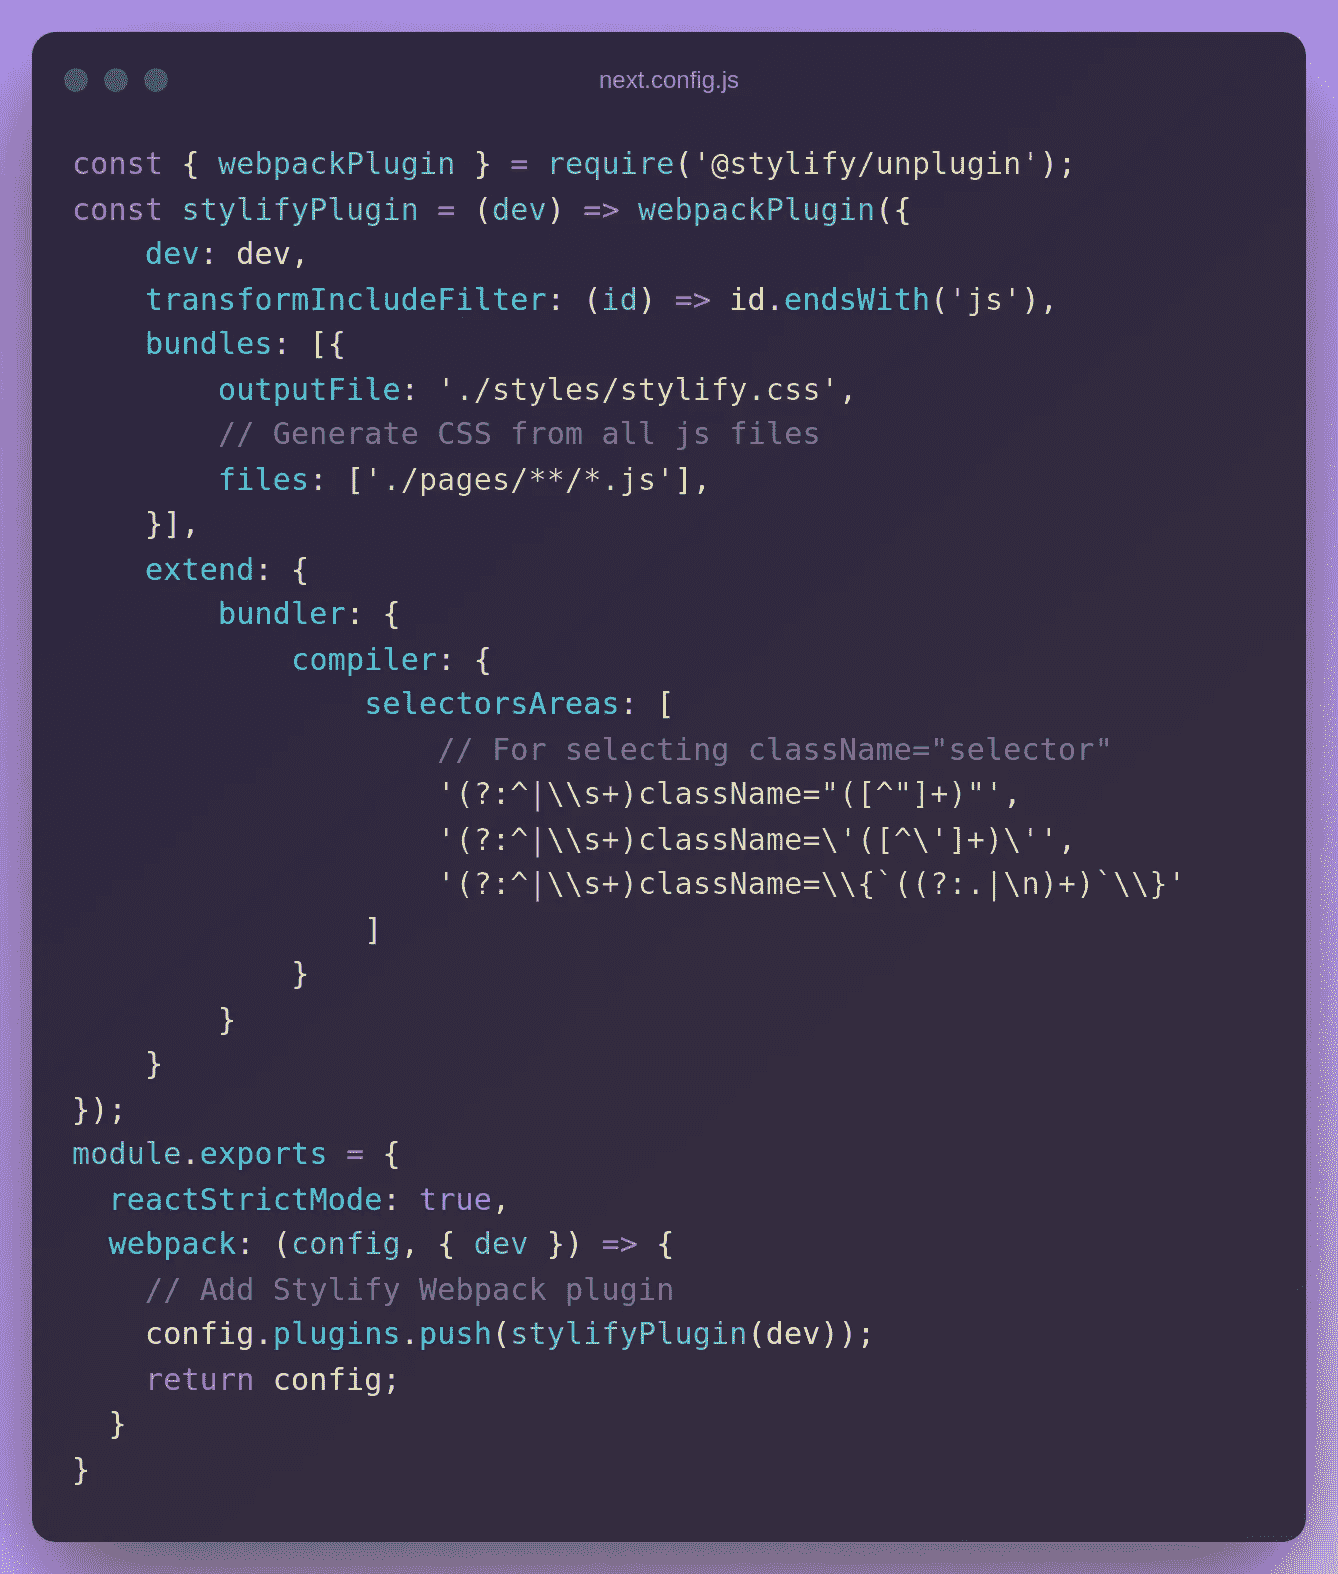 next.config.js
const { webpackPlugin } = require('@stylify/unplugin');
const stylifyPlugin = (dev) => webpackPlugin({
    dev: dev,
    transformIncludeFilter: (id) => id.endsWith('js'),
    bundles: [{
        outputFile: './styles/stylify.css',
        // Generate CSS from all js files
        files: ['./pages/**/*.js'],
    }],
    extend: {
        bundler: {
            compiler: {
                selectorsAreas: [
                    // For selecting className="selector"
                    '(?:^|\\s+)className="([^"]+)"',
                    '(?:^|\\s+)className=\'([^\']+)\'',
                    '(?:^|\\s+)className=\\{`((?:.|\n)+)`\\}'
                ]
            }
        }
    }
});
module.exports = {
  reactStrictMode: true,
  webpack: (config, { dev }) => {
    // Add Stylify Webpack plugin
    config.plugins.push(stylifyPlugin(dev));
    return config;
  }
}